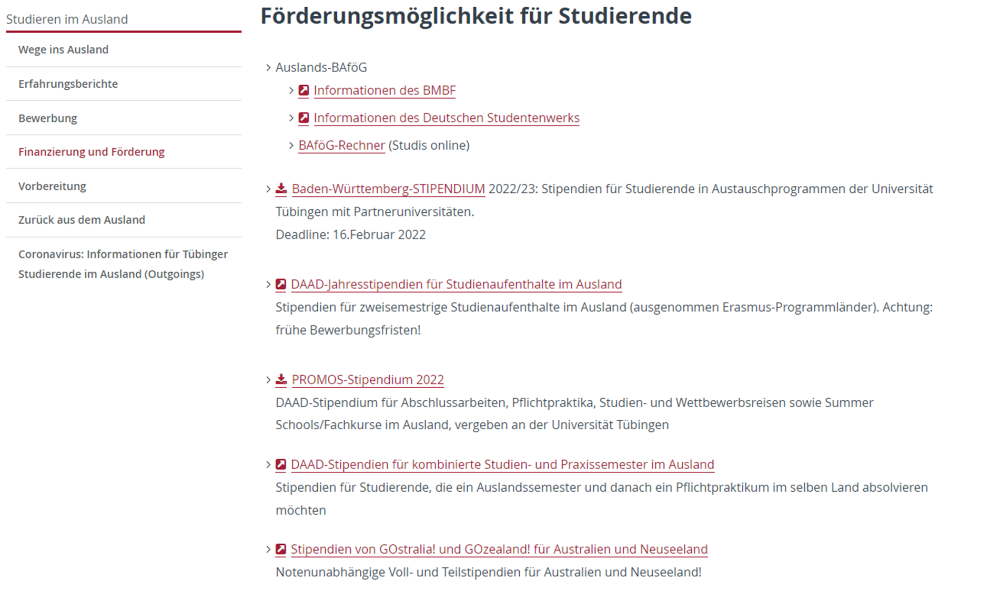 Studieren im Ausland
Wege ins Ausland
Erfahrungsberichte
Bewerbung
Finanzierung und Förderung
Vorbereitung
Zurück aus dem Ausland
Coronavirus: Informationen für Tübinger
Studierende im Ausland (Outgoings)
Förderungsmöglichkeit für Studierende
Auslands-BAföG
Informationen des BMBF
Informationen des Deutschen Studentenwerks
BAföG-Rechner (Studis online)
Baden-Württemberg-STIPENDIUM 2022/23: Stipendien für Studierende in Austauschprogrammen der Universität
Tübingen mit Partneruniversitäten.
Deadline: 16.Februar 2022
DAAD-Jahresstipendien für Studienaufenthalte im Ausland
Stipendien für zweisemestrige Studienaufenthalte im Ausland (ausgenommen Erasmus-Programmländer). Achtung:
frühe Bewerbungsfristen!
PROMOS-Stipendium 2022
DAAD-Stipendium für Abschlussarbeiten, Pflichtpraktika, Studien- und Wettbewerbsreisen sowie Summer
Schools/Fachkurse im Ausland, vergeben an der Universität Tübingen
DAAD-Stipendien für kombinierte Studien- und Praxissemester im Ausland
Stipendien für Studierende, die ein Auslandssemester und danach ein Pflichtpraktikum im selben Land absolvieren
möchten
Stipendien von GOstralia! und GOzealand! für Australien und Neuseeland
Notenunabhängige Voll- und Teilstipendien für Australien und Neuseeland!